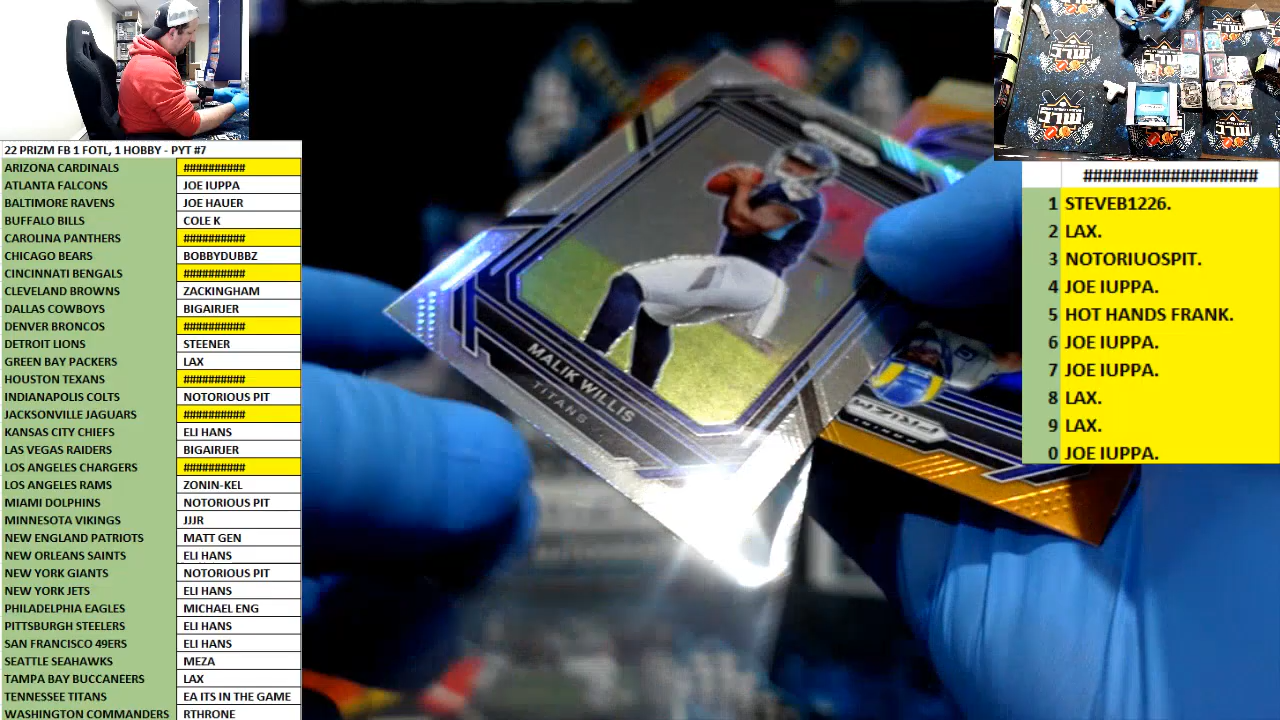 22 PRIZM FB 1 FOTL, 1 HOBBY - PYT #7
ARIZONA CARDINALS ##########
ATLANTA FALCONS JOE IUPPA
BALTIMORE RAVENS JOE HAUER
BUFFALO BILLS COLE K
CAROLINA PANTHERS ##########
CHICAGO BEARS BOBBYDUBBZ
CINCINNATI BENGALS ##########
CLEVELAND BROWNS ZACKINGHAM
DALLAS COWBOYS BIGAIRJER
DENVER BRONCOS ##########
DETROIT LIONS STEENER
GREEN BAY PACKERS LAX
HOUSTON TEXANS ##########
INDIANAPOLIS COLTS NOTORIOUS PIT
JACKSONVILLE JAGUARS ##########
KANSAS CITY CHIEFS ELI HANS
LAS VEGAS RAIDERS BIGAIRJER
LOS ANGELES CHARGERS ##########
LOS ANGELES RAMS ZONIN-KEL
MIAMI DOLPHINS NOTORIOUS PIT
MINNESOTA VIKINGS JJJR
NEW ENGLAND PATRIOTS MATT GEN
NEW ORLEANS SAINTS ELI HANS
NEW YORK GIANTS NOTORIOUS PIT
NEW YORK JETS ELI HANS
PHILADELPHIA EAGLES MICHAEL ENG
PITTSBURGH STEELERS ELI HANS
SAN FRANCISCO 49ERS ELI HANS
SEATTLE SEAHAWKS MEZA
TAMPA BAY BUCCANEERS LAX
TENNESSEE TITANS EA ITS IN THE GAME
WASHINGTON COMMANDERS RTHRONE
MALIK WILLIS
TITANS
PRIZM
##################
1 STEVEB1226.
2 LAX.
3 NOTORIUOSPIT.
4 JOE IUPPA.
5 HOT HANDS FRANK.
6 JOE IUPPA.
7 JOE IUPPA.
8 LAX.
9 LAX.
0 JOE IUPPA.